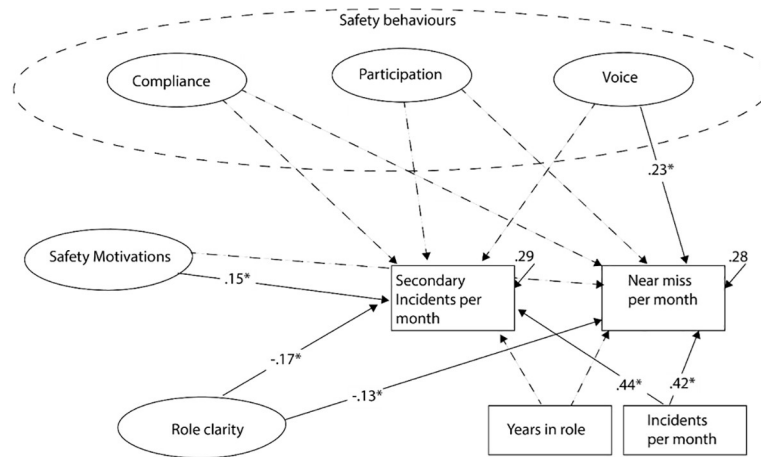 Safety behaviours
Compliance
Participation
Voice
.23*
Safety Motivations
.15*
Secondary
Incidents per
month
.29
Near miss
per month
.28
-.17*
-.13*
.44*
.42*
Role clarity
Years in role
Incidents
per month